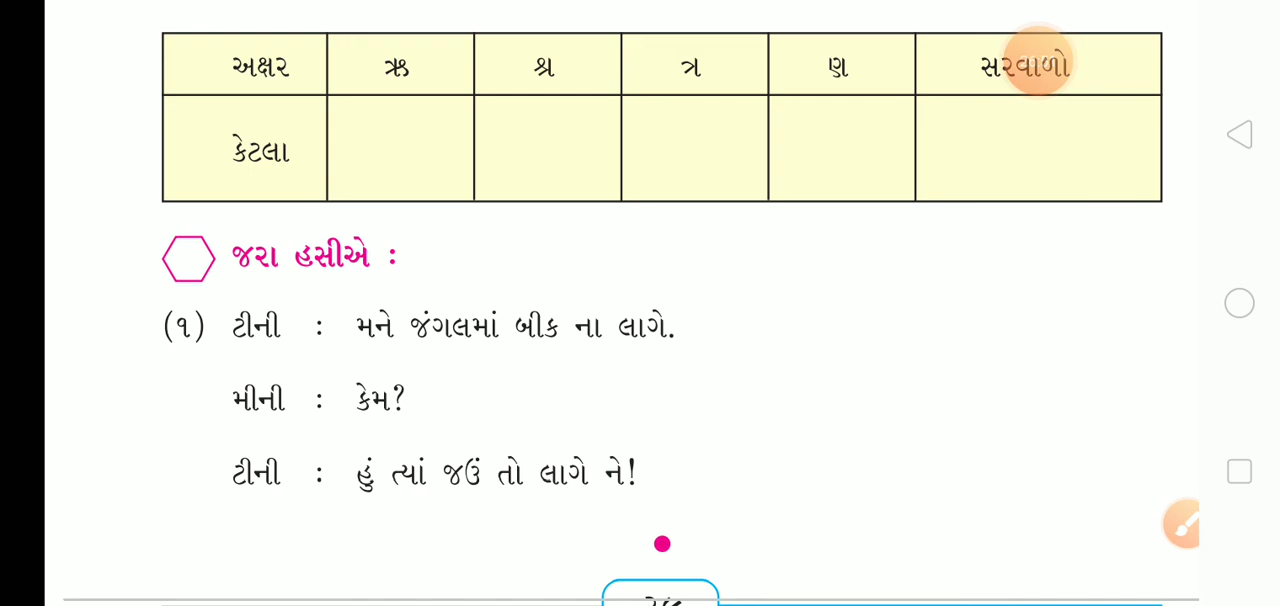 અક્ષર ઋ શ્ર ત્ર ણ સરવાળો
કેટલા
જરા હસીએ :
(૧) ટીની : મને જંગલમાં બીક ના લાગે.
મીની : કેમ?
ટીની : હું ત્યાં જઉં તો લાગે ને!